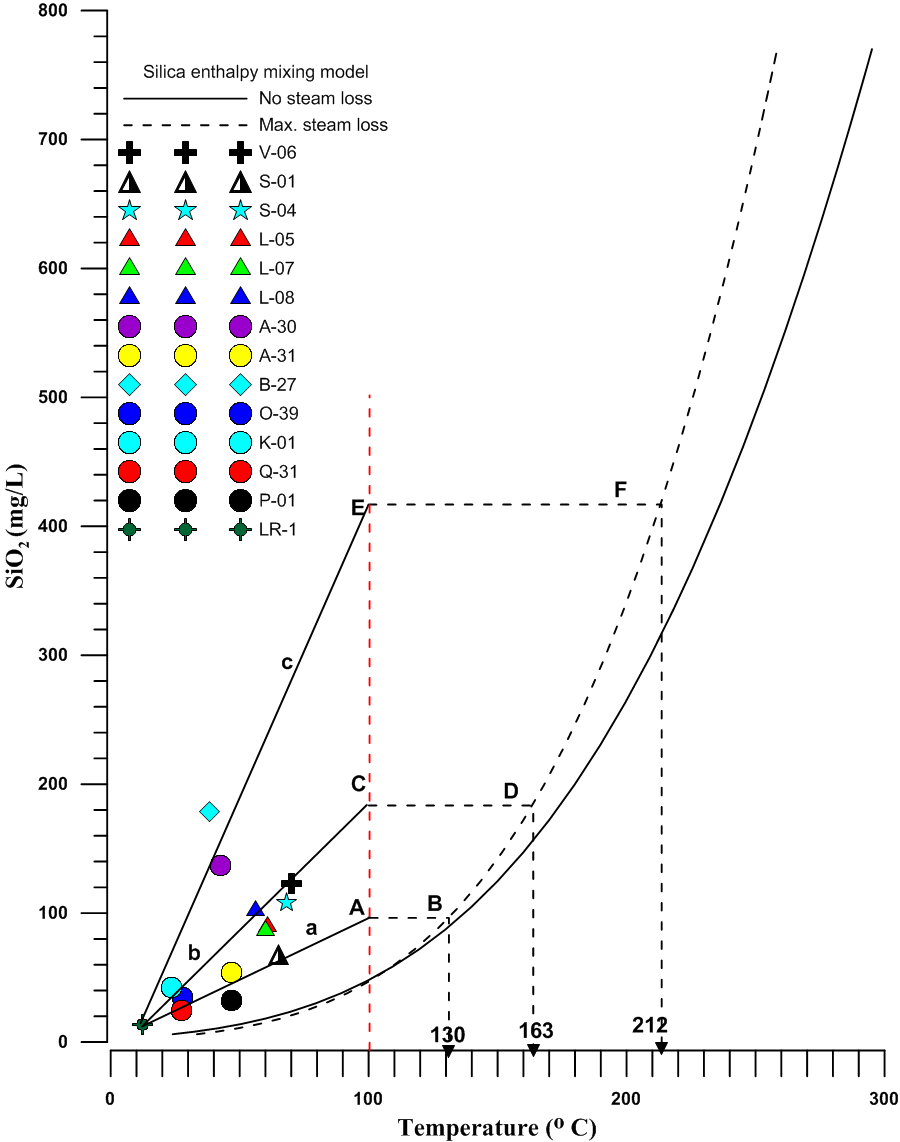 800
700
600
500
400
300
200
100
0
SiO2 (mg/L)
Silica enthalpy mixing model
No steam loss
Max. steam loss
V-06
S-01
S-04
L-05
L-07
L-08
A-30
A-31
B-27
O-39
K-01
Q-31
P-01
LR-1
E
F
c
C
D
A
B
a
b
130
163
212
0
100
200
300
Temperature (° C)